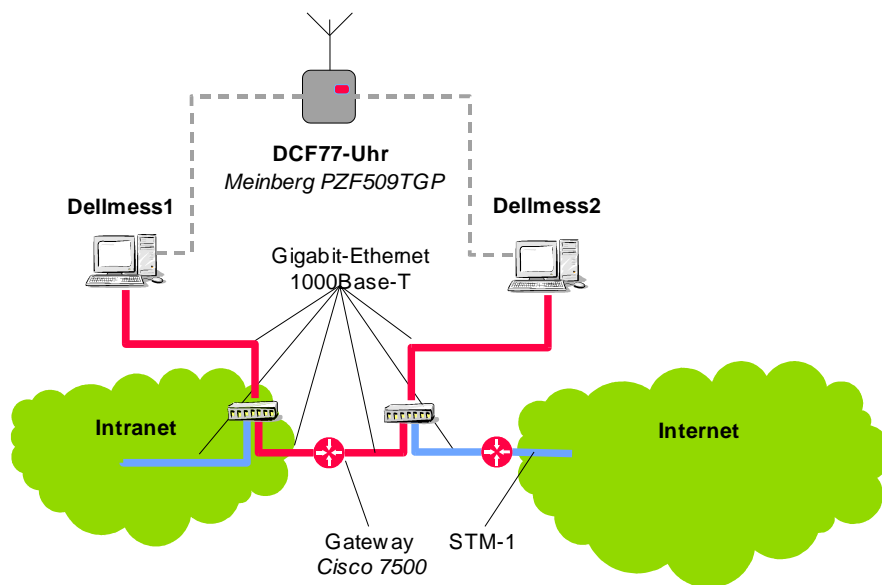 DCF77-Uhr
Meinberg PZF509TGP
Dellmess1
Dellmess2
Gigabit-Ethernet
1000Base-T
Intranet
Internet
Gateway
Cisco 7500
STM-1